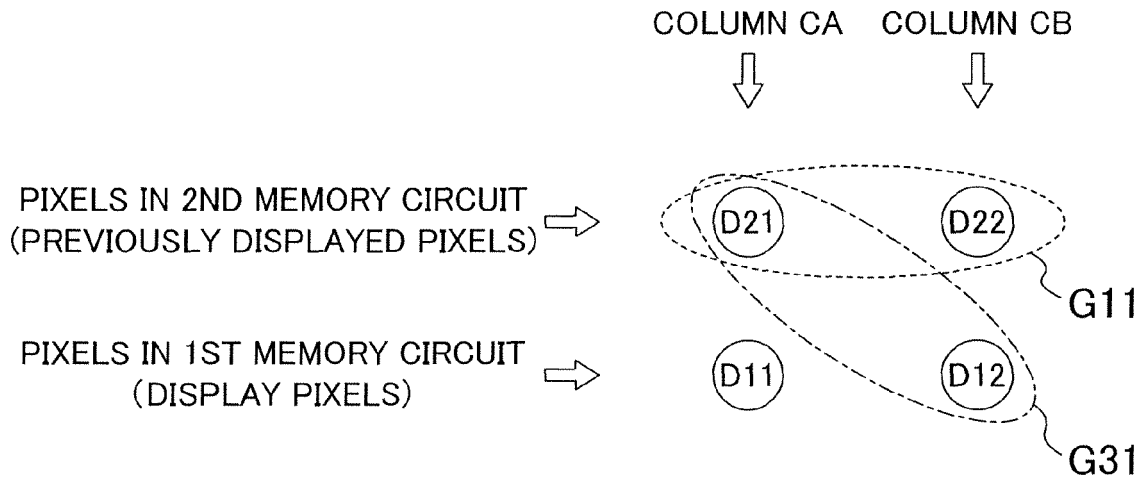 COLUMN CA COLUMN CB
PIXELS IN 2ND MEMORY CIRCUIT
(PREVIOUSLY DISPLAYED PIXELS)
D21 D22
G11
PIXELS IN 1ST MEMORY CIRCUIT
(DISPLAY PIXELS)
D11 D12
G31